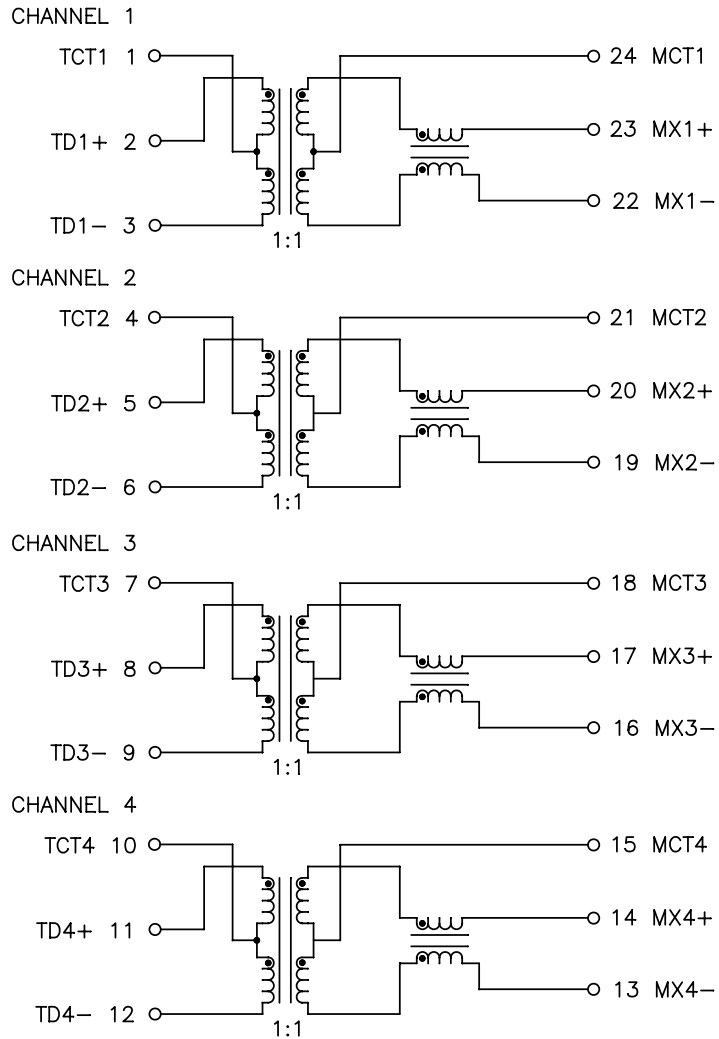 CHANNEL 1
TCT1 1
24 MCT1
TD1+ 2
23 MX1+
22 MX1−
TD1− 3
1:1
CHANNEL 2
TCT2 4
21 MCT2
TD2+ 5
20 MX2+
19 MX2−
TD2− 6
1:1
CHANNEL 3
TCT3 7
18 MCT3
TD3+ 8
17 MX3+
16 MX3−
TD3− 9
1:1
CHANNEL 4
TCT4 10
15 MCT4
TD4+ 11
14 MX4+
13 MX4−
TD4− 12
1:1